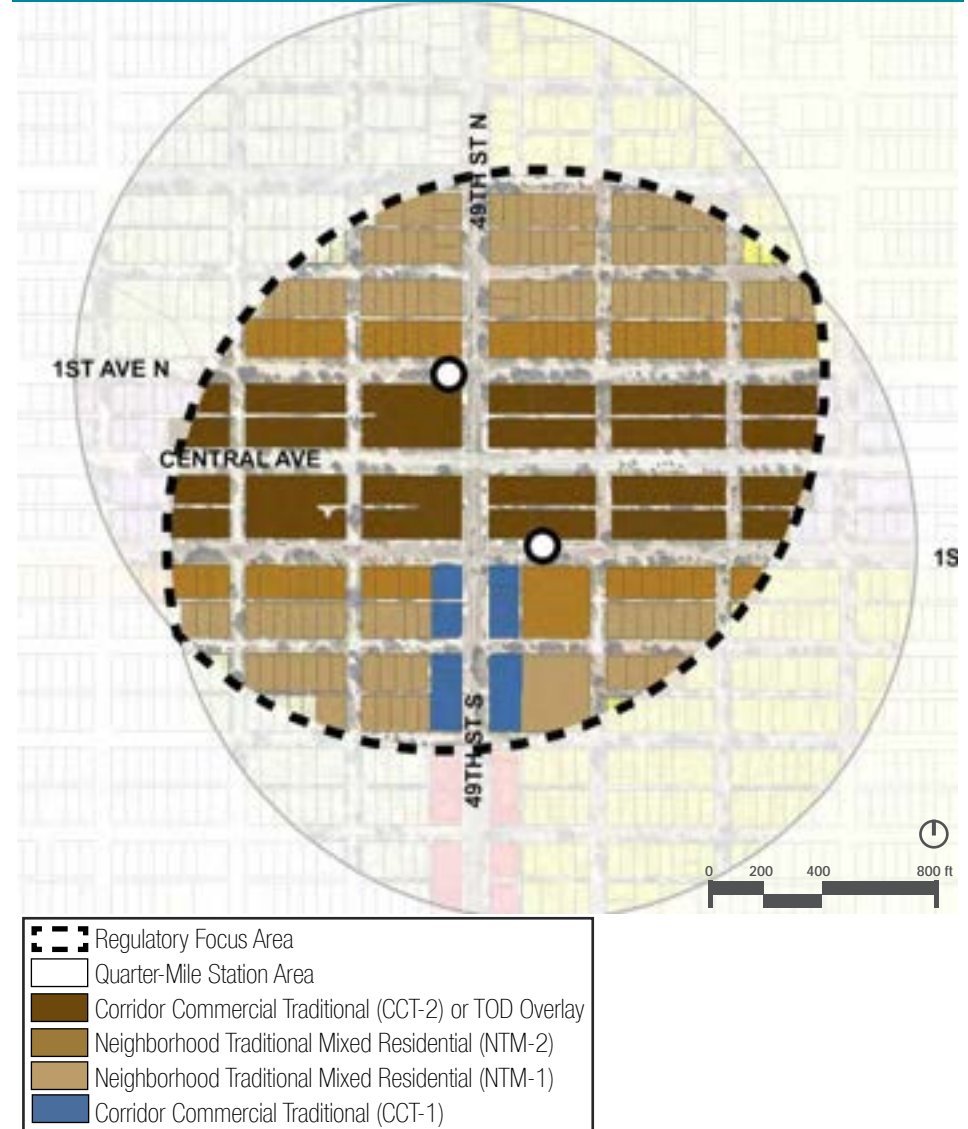 49TH ST N
1ST AVE N
CENTRAL AVE
1S
49TH ST S
0 200 400 800 ft
Regulatory Focus Area
Quarter-Mile Station Area
Corridor Commercial Traditional (CCT-2) or TOD Overlay
Neighborhood Traditional Mixed Residential (NTM-2)
Neighborhood Traditional Mixed Residential (NTM-1)
Corridor Commercial Traditional (CCT-1)